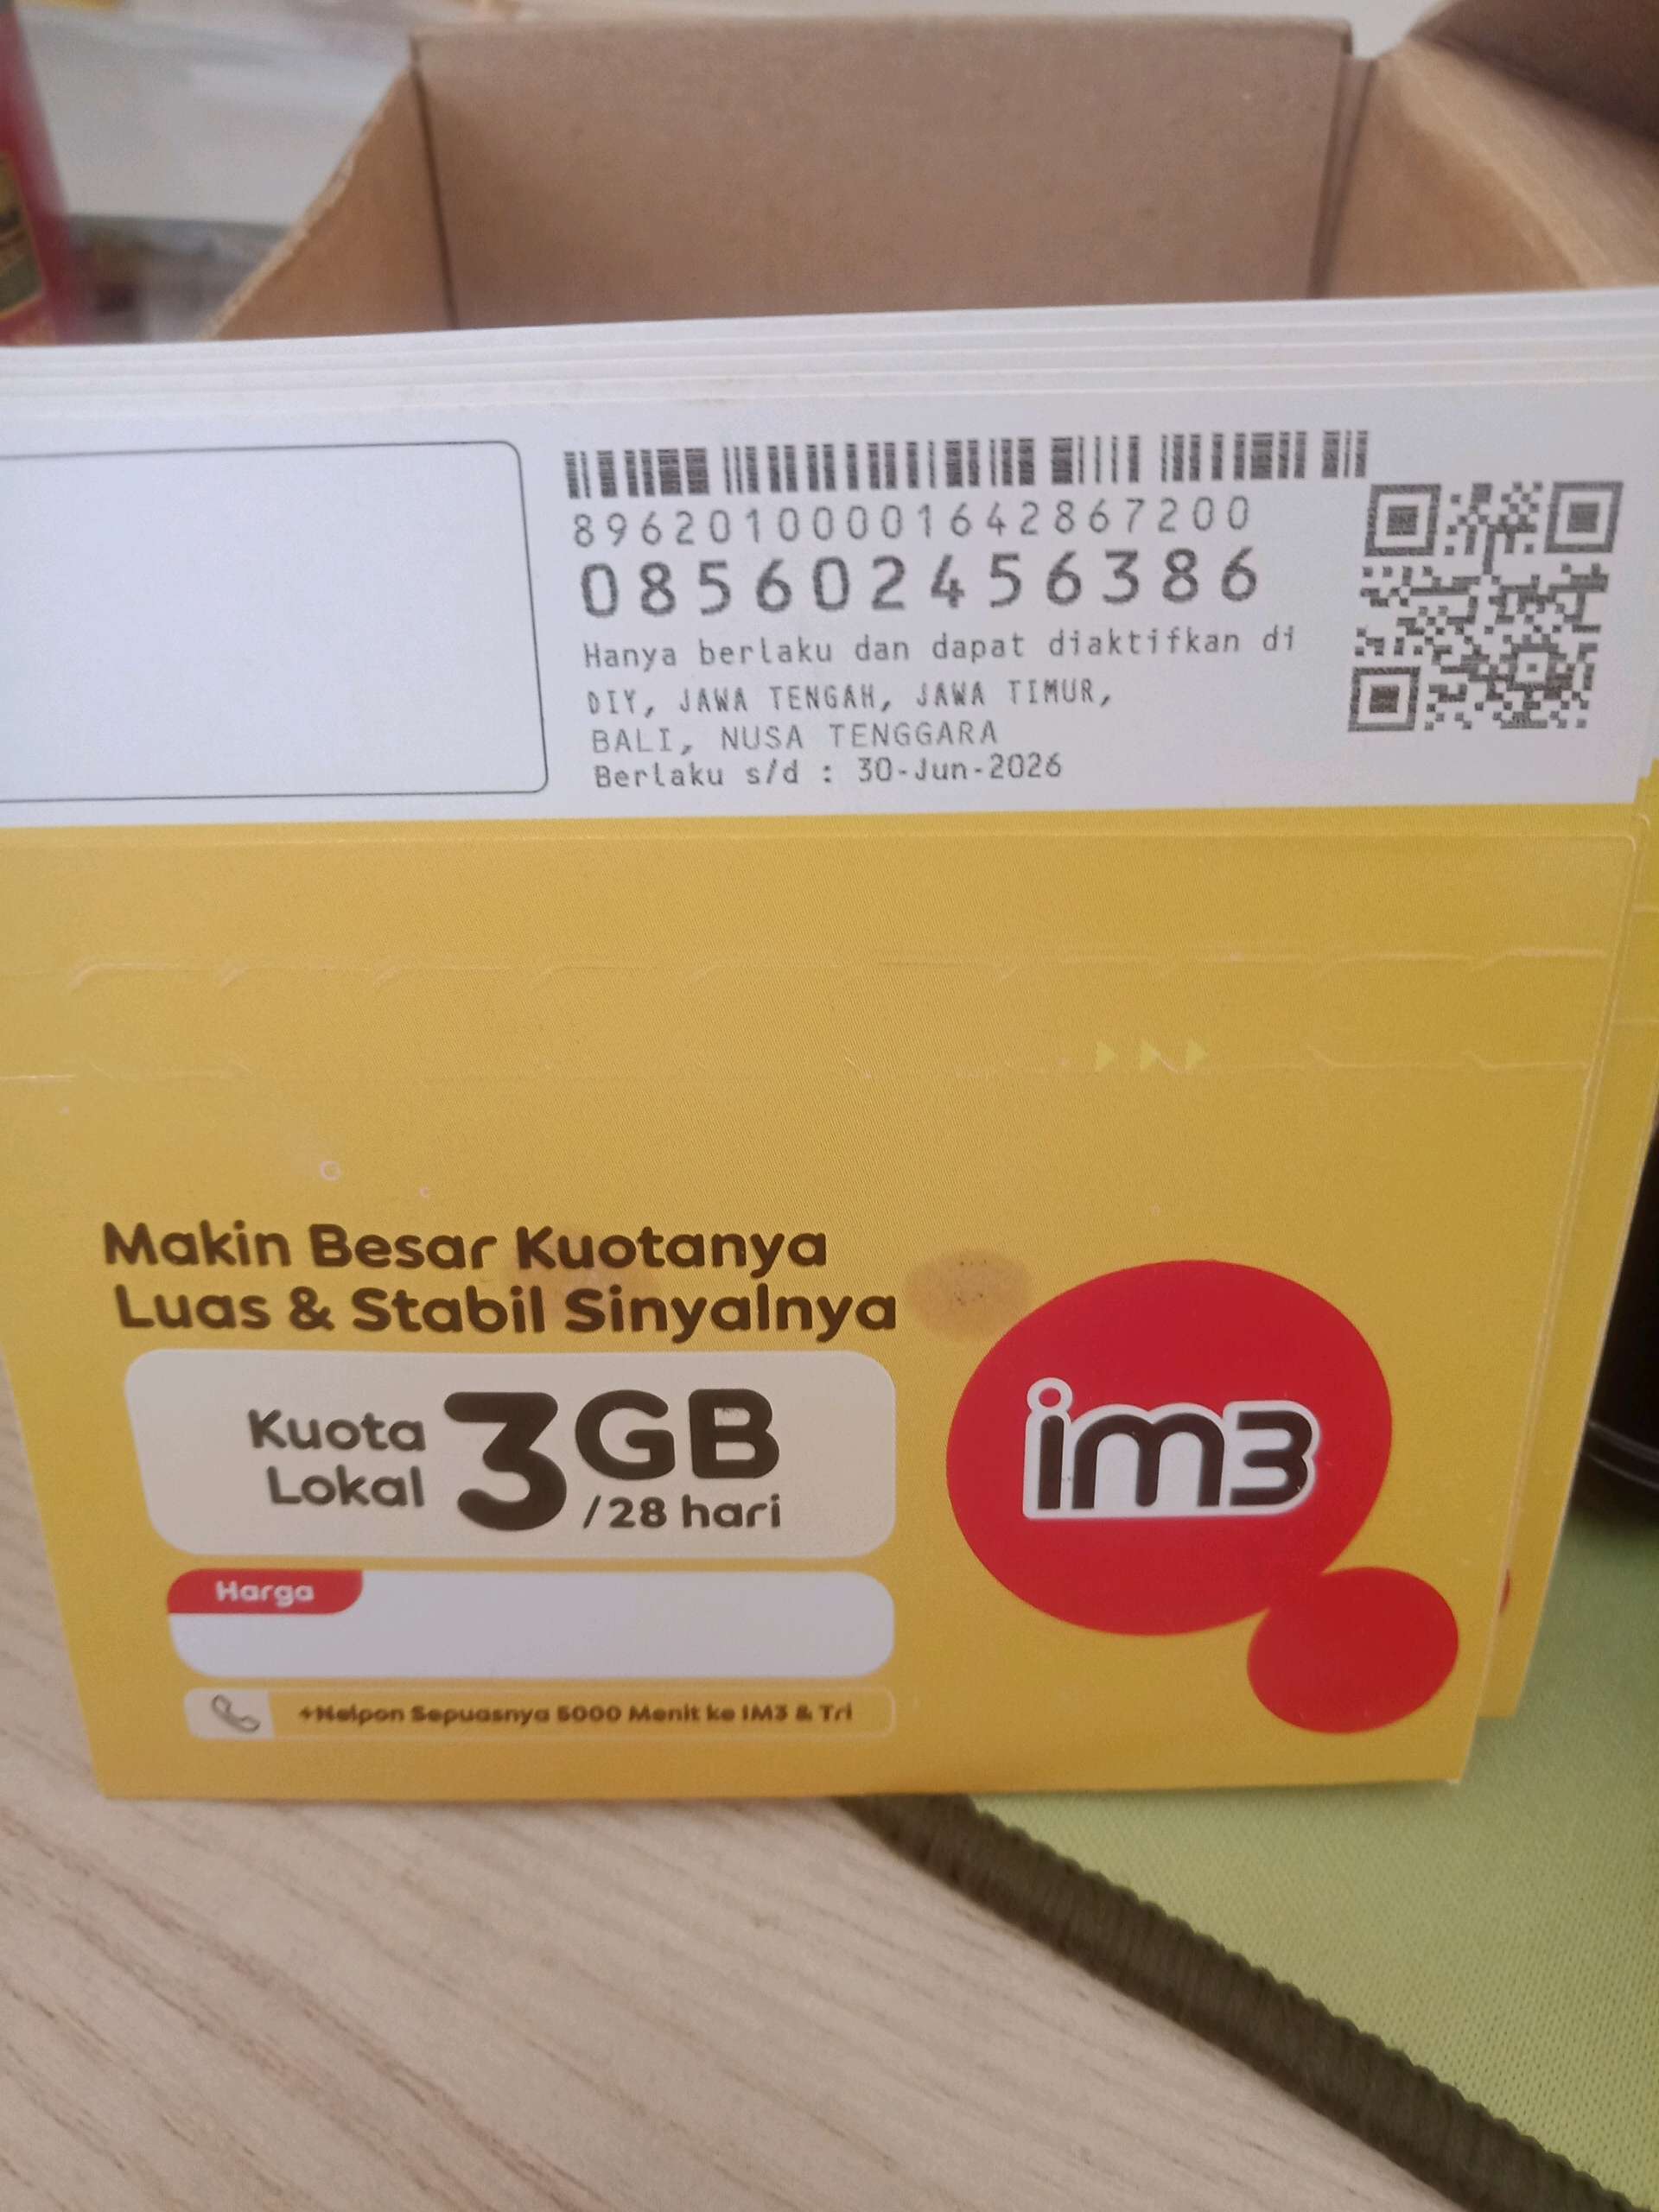 89620100001642867200
085602456386
Hanya berlaku dan dapat diaktifkan di
DIY, JAWA TENGAH, JAWA TIMUR,
BALI, NUSA TENGGARA
Berlaku s/d : 30-Jun-2026
Makin Besar Kuotanya
Luas & Stabil Sinyalnya
Kuota Lokal 3GB /28 hari
im3
Harga
+Nelpon Sepuasnya 5000 Menit ke IM3 & Tri